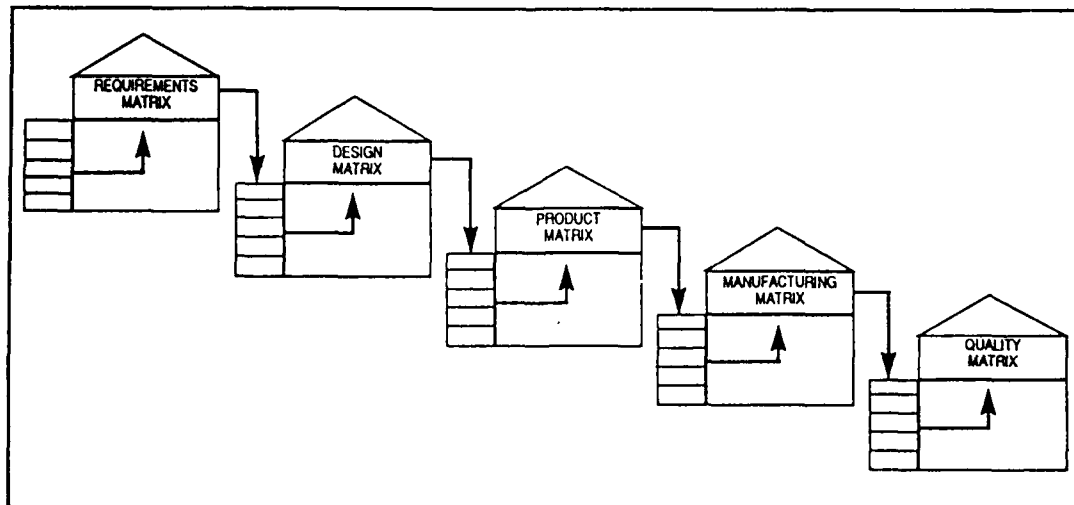 REQUIREMENTS
MATRIX
DESIGN
MATRIX
PRODUCT
MATRIX
MANUFACTURING
MATRIX
QUALITY
MATRIX